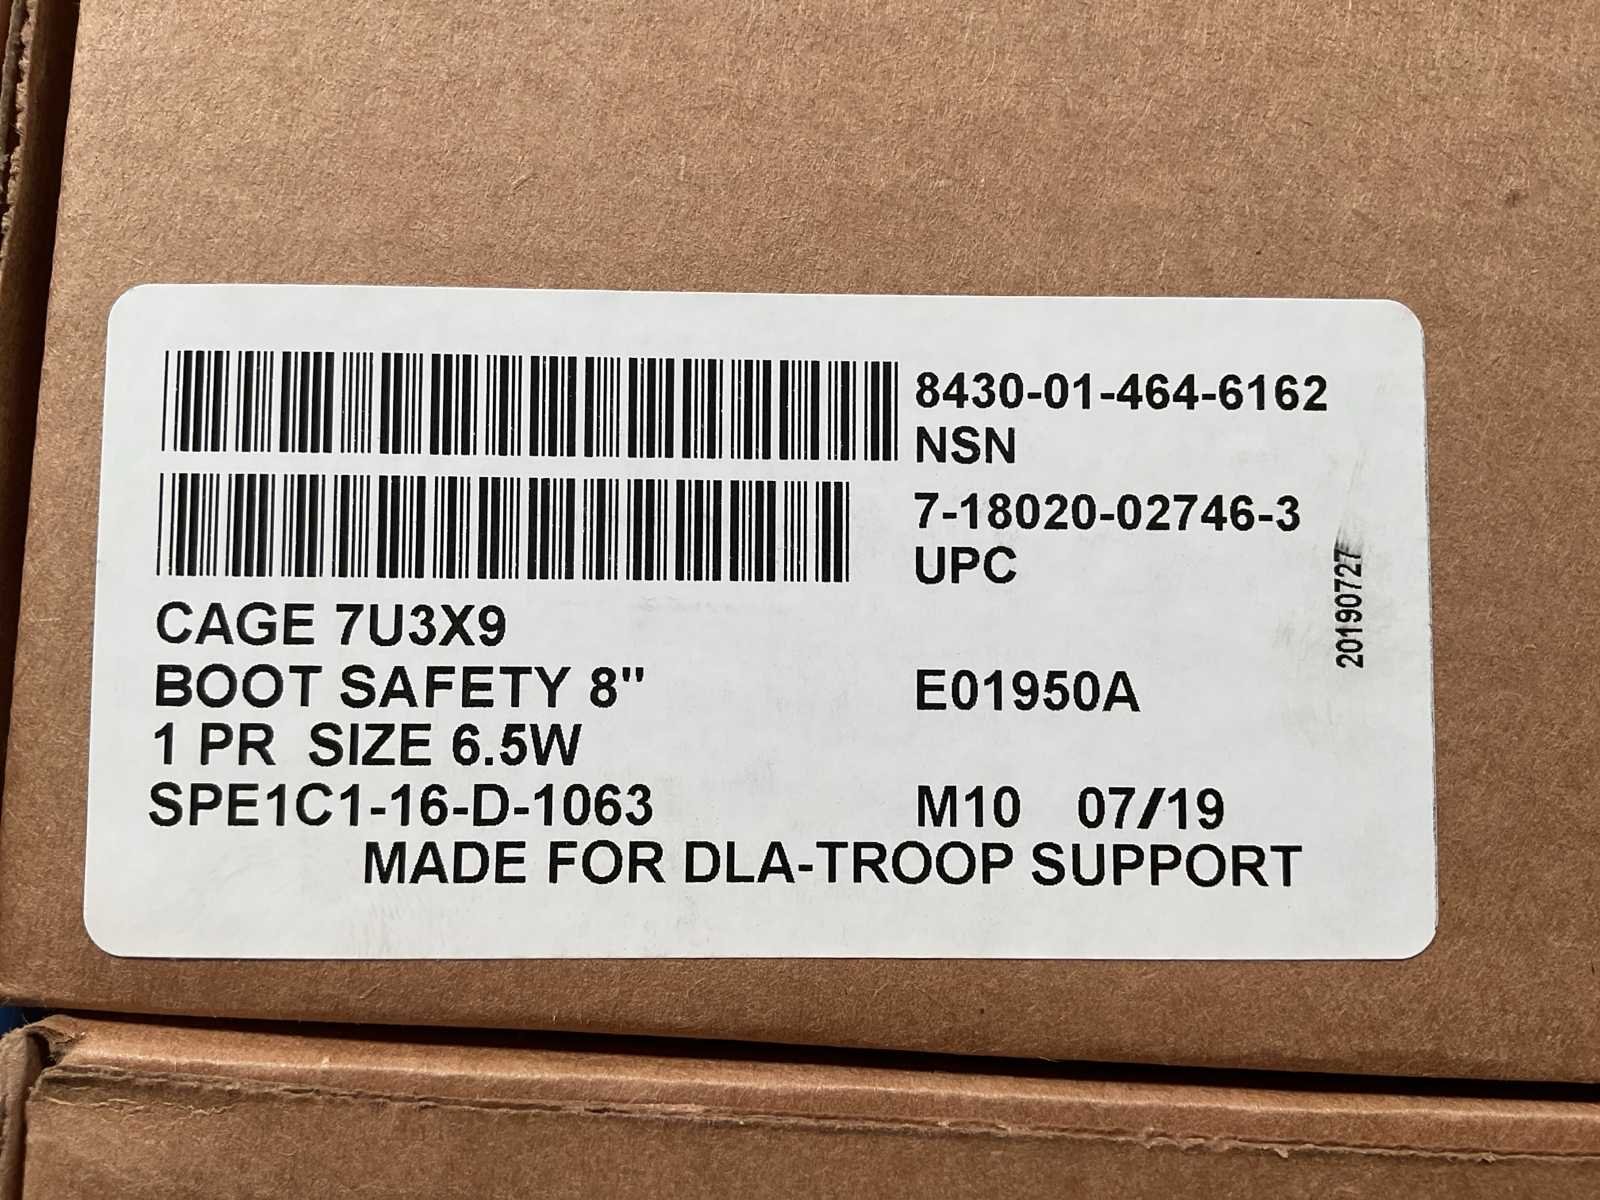 8430-01-464-6162
NSN
7-18020-02746-3
UPC
20190727
CAGE 7U3X9
BOOT SAFETY 8" E01950A
1 PR SIZE 6.5W
SPE1C1-16-D-1063 M10 07/19
MADE FOR DLA-TROOP SUPPORT